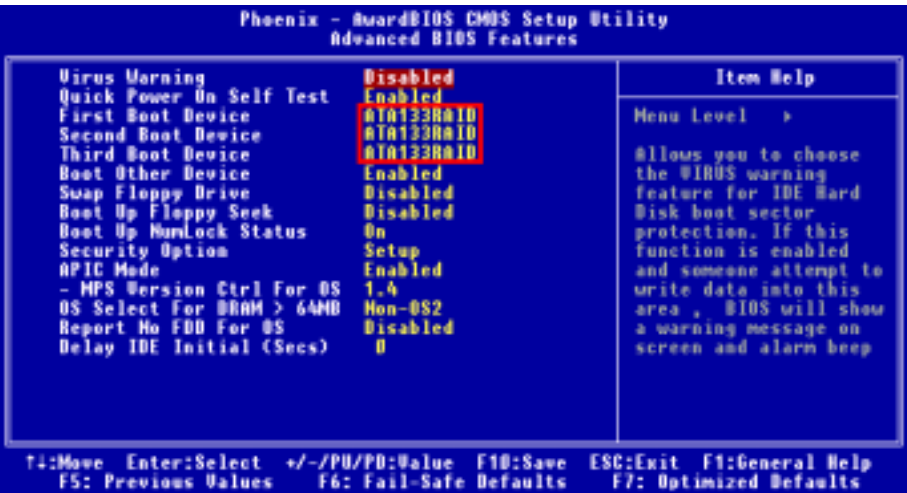 Phoenix - AwardBIOS CMOS Setup Utility
Advanced BIOS Features
Virus Warning Disabled
Quick Power On Self Test Enabled
First Boot Device ATA133RAID
Second Boot Device ATA133RAID
Third Boot Device ATA133RAID
Boot Other Device Enabled
Swap Floppy Drive Disabled
Boot Up Floppy Seek Disabled
Boot Up NumLock Status On
Security Option Setup
APIC Mode Enabled
- MPS Version Ctrl For OS 1.4
OS Select For DRAM > 64MB Non-OS2
Report No FDD For OS Disabled
Delay IDE Initial (Secs) 0
Item Help
Menu Level ▸
Allows you to choose
the VIRUS warning
feature for IDE Hard
Disk boot sector
protection. If this
function is enabled
and someone attempt to
write data into this
area , BIOS will show
a warning message on
screen and alarm beep
↑↓:Move Enter:Select +/-/PU/PD:Value F10:Save ESC:Exit F1:General Help
F5: Previous Values F6: Fail-Safe Defaults F7: Optimized Defaults